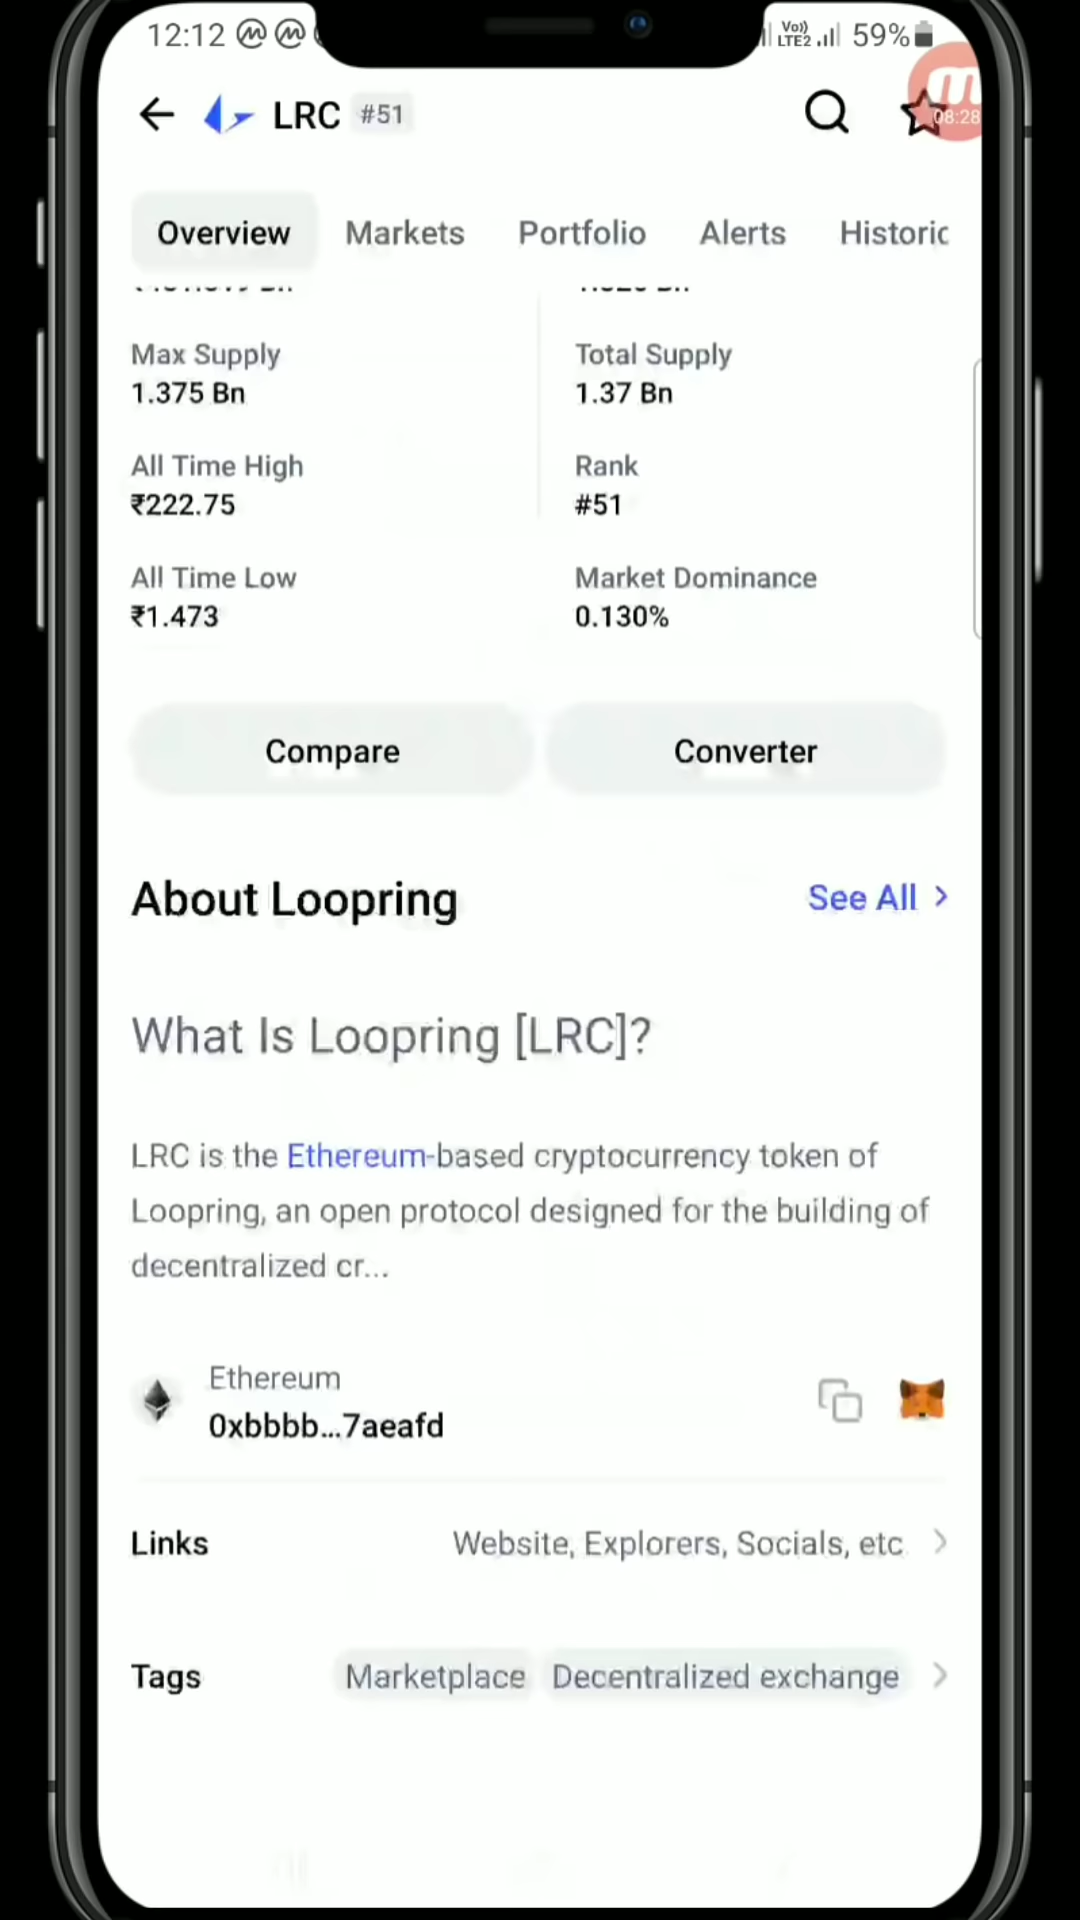 12:12
Vo))
LTE2
59%
LRC #51
08:28
Overview Markets Portfolio Alerts Historic
Max Supply Total Supply
1.375 Bn 1.37 Bn
All Time High Rank
₹222.75 #51
All Time Low Market Dominance
₹1.473 0.130%
Compare Converter
About Loopring See All
What Is Loopring [LRC]?
LRC is the Ethereum-based cryptocurrency token of
Loopring, an open protocol designed for the building of
decentralized cr...
Ethereum
0xbbbb...7aeafd
Links Website, Explorers, Socials, etc
Tags Marketplace Decentralized exchange